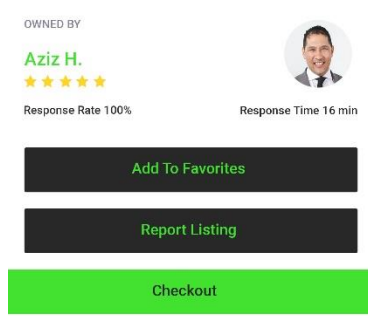 OWNED BY
Aziz H.
Response Rate 100%
Response Time 16 min
Add To Favorites
Report Listing
Checkout